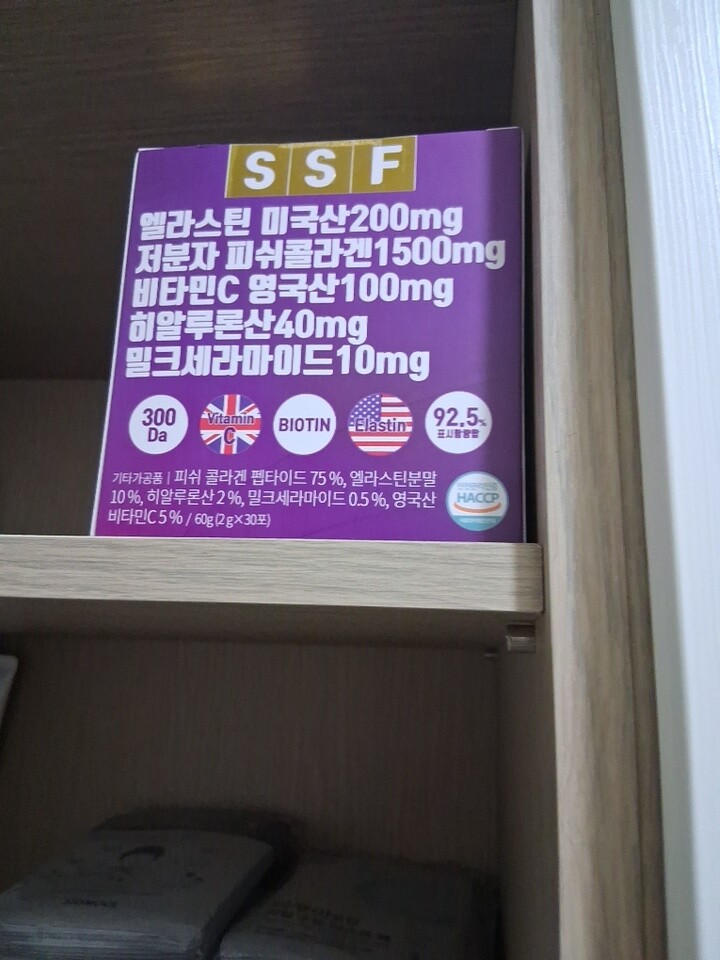 SSF
엘라스틴 미국산200mg
저분자 피쉬콜라겐1500mg
비타민C 영국산100mg
히알루론산40mg
밀크세라마이드10mg
300 Da
Vitamin C
BIOTIN
Elastin
92.5% 표시함량합
기타가공품 | 피쉬 콜라겐 펩타이드 75 %, 엘라스틴분말
10 %, 히알루론산 2 %, 밀크세라마이드 0.5 %, 영국산
비타민C 5 % / 60g (2 g×30포)
HACCP